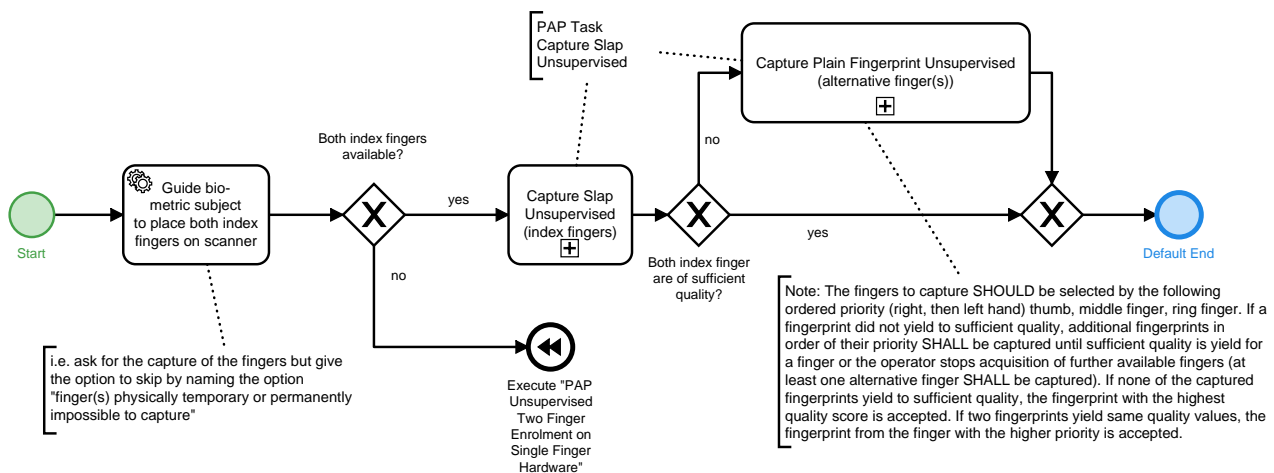 PAP Task
Capture Slap
Unsupervised
Capture Plain Fingerprint Unsupervised
(alternative finger(s))
Both index fingers
available?
no
Guide bio-
metric subject
to place both index
fingers on scanner
yes
Capture Slap
Unsupervised
(index fingers)
Start
yes
Default End
no
Both index finger
are of sufficient
quality?
i.e. ask for the capture of the fingers but give
the option to skip by naming the option
"finger(s) physically temporary or permanently
impossible to capture"
Execute "PAP
Unsupervised
Two Finger
Enrolment on
Single Finger
Hardware"
Note: The fingers to capture SHOULD be selected by the following
ordered priority (right, then left hand) thumb, middle finger, ring finger. If a
fingerprint did not yield to sufficient quality, additional fingerprints in
order of their priority SHALL be captured until sufficient quality is yield for
a finger or the operator stops acquisition of further available fingers (at
least one alternative finger SHALL be captured). If none of the captured
fingerprints yield to sufficient quality, the fingerprint with the highest
quality score is accepted. If two fingerprints yield same quality values, the
fingerprint from the finger with the higher priority is accepted.